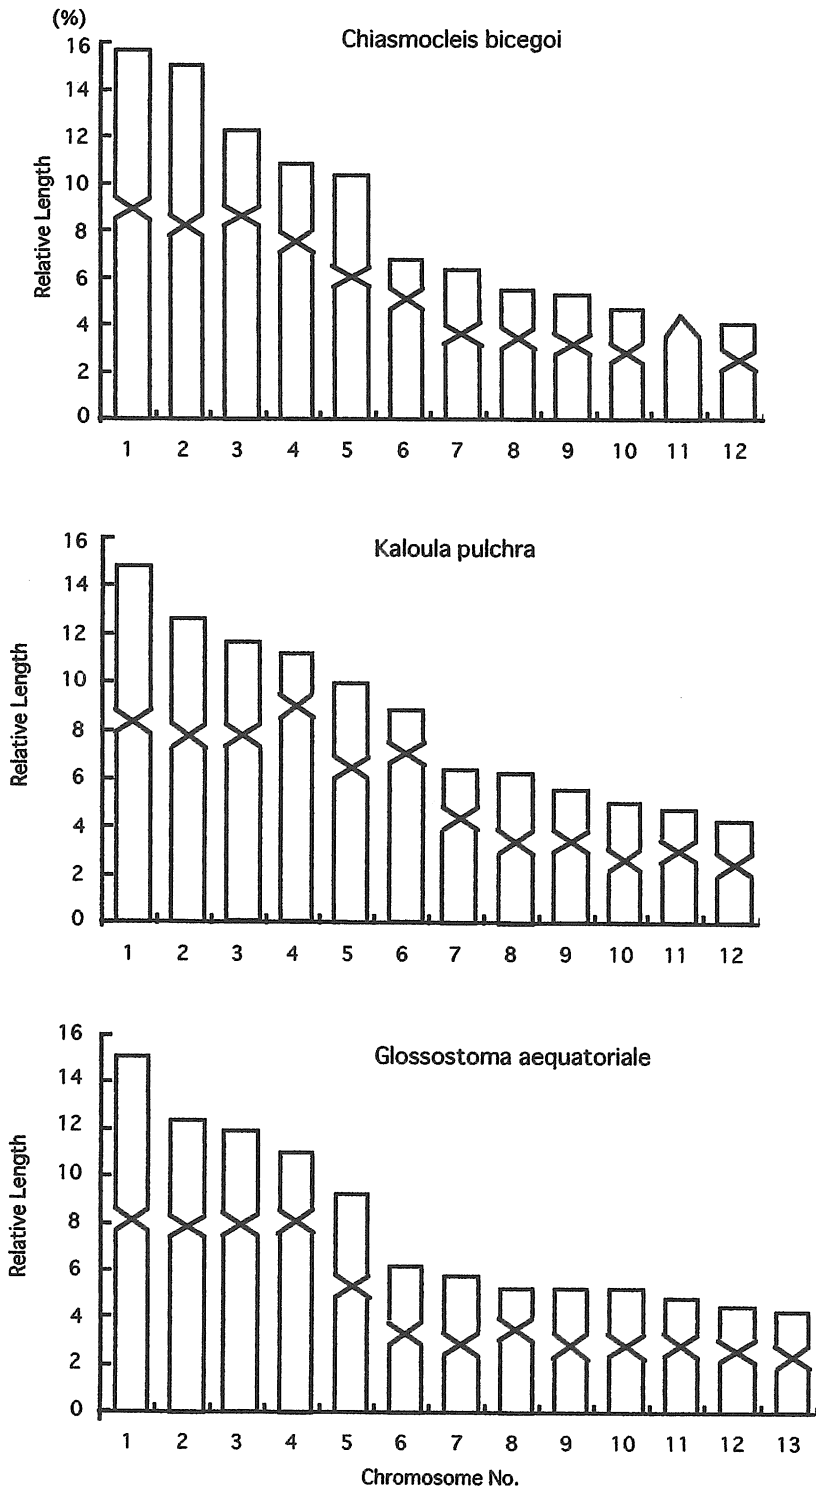 (%)
Chiasmocleis bicegoi
16
14
12
10
8
6
4
2
0
Relative Length
1 2 3 4 5 6 7 8 9 10 11 12
Kaloula pulchra
16
14
12
10
8
6
4
2
0
Relative Length
1 2 3 4 5 6 7 8 9 10 11 12
Glossostoma aequatoriale
16
14
12
10
8
6
4
2
0
Relative Length
1 2 3 4 5 6 7 8 9 10 11 12 13
Chromosome No.